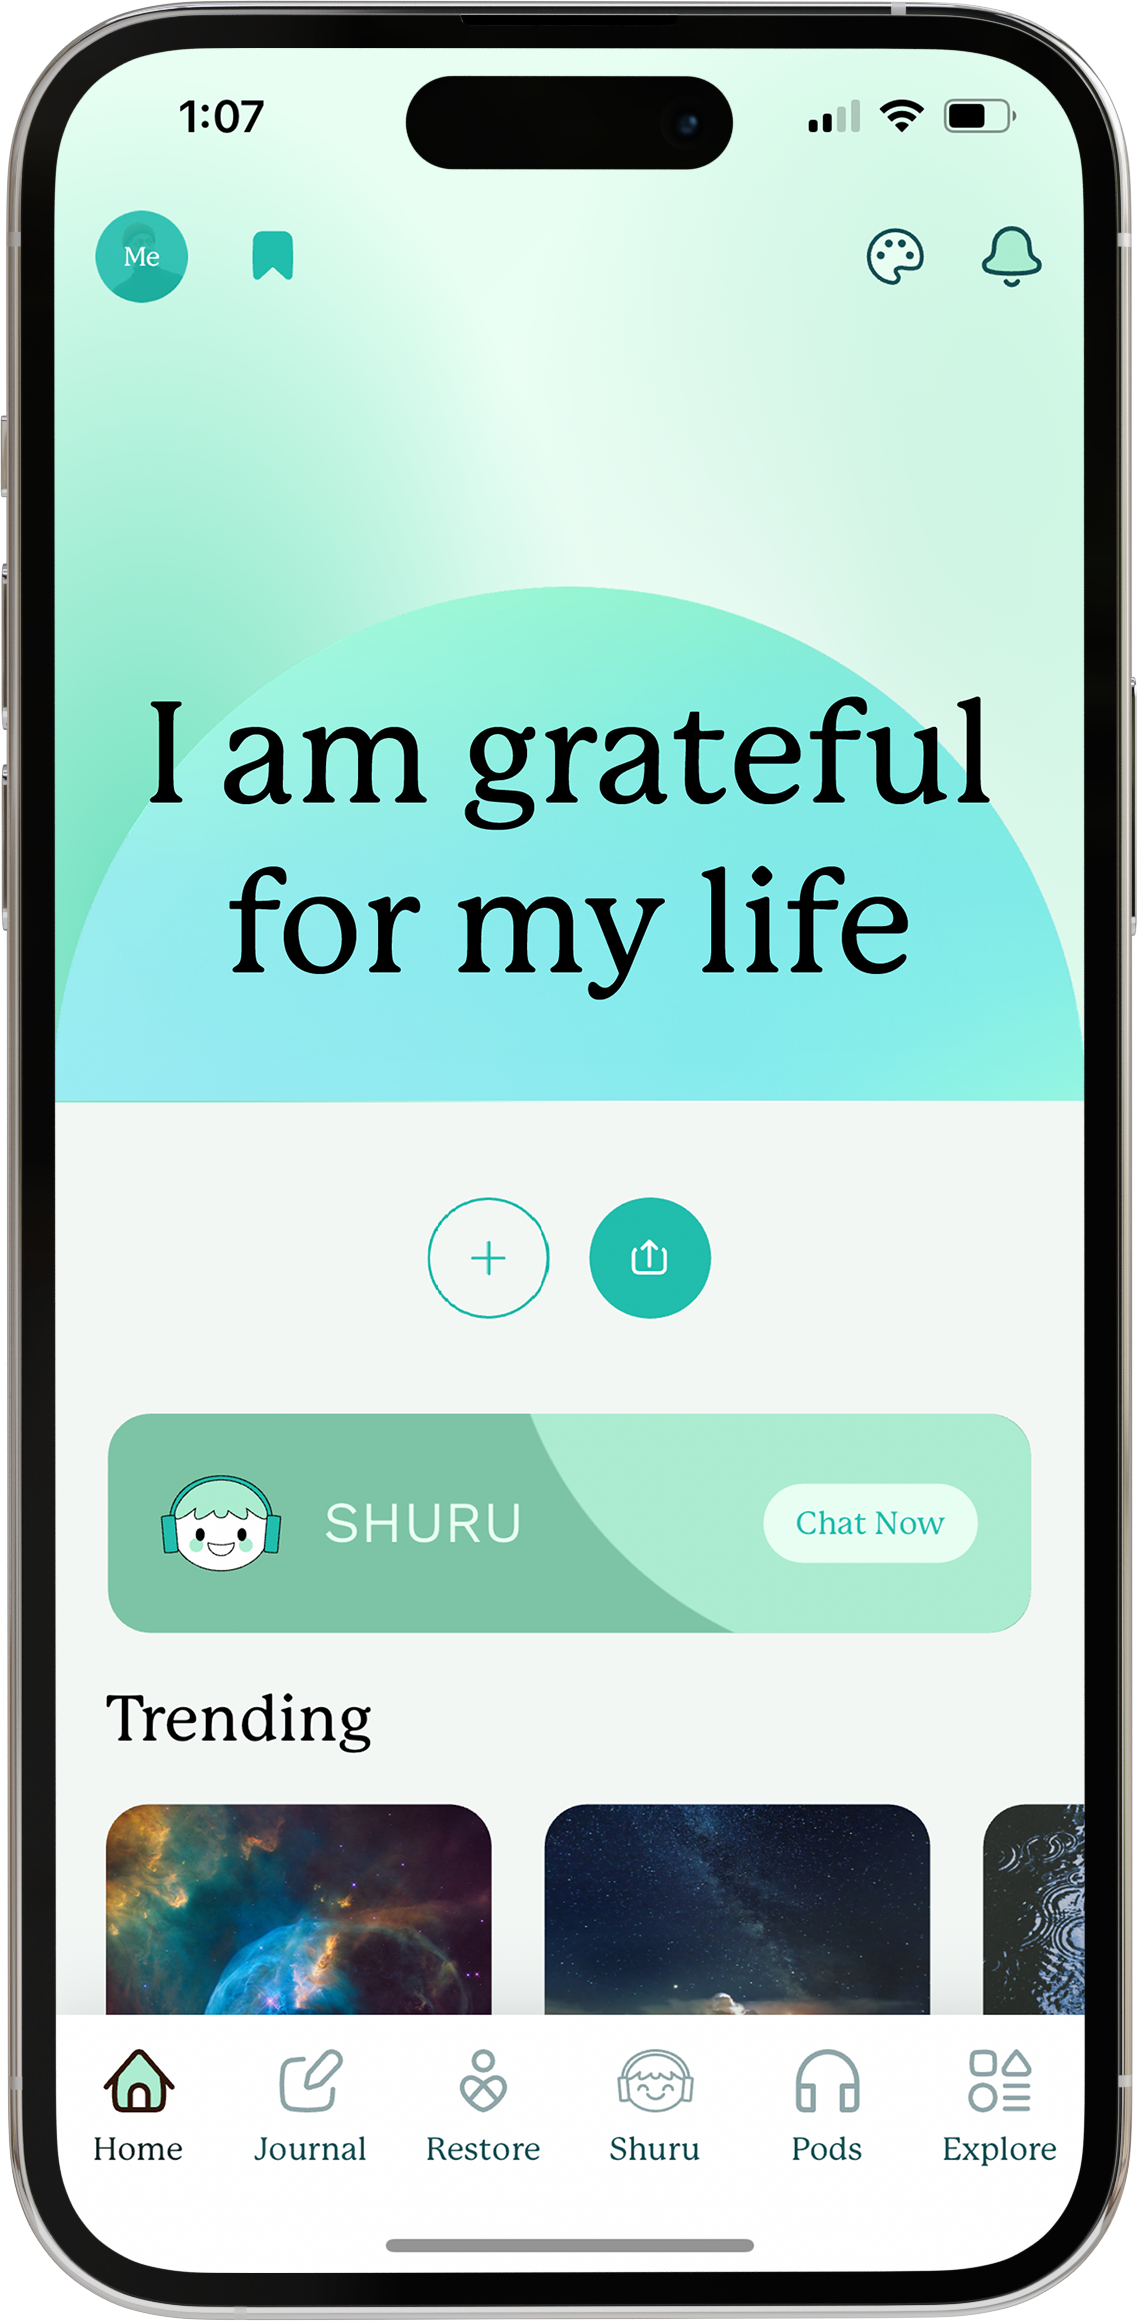 1:07
Me
I am grateful
for my life
SHURU
Chat Now
Trending
Home
Journal
Restore
Shuru
Pods
Explore